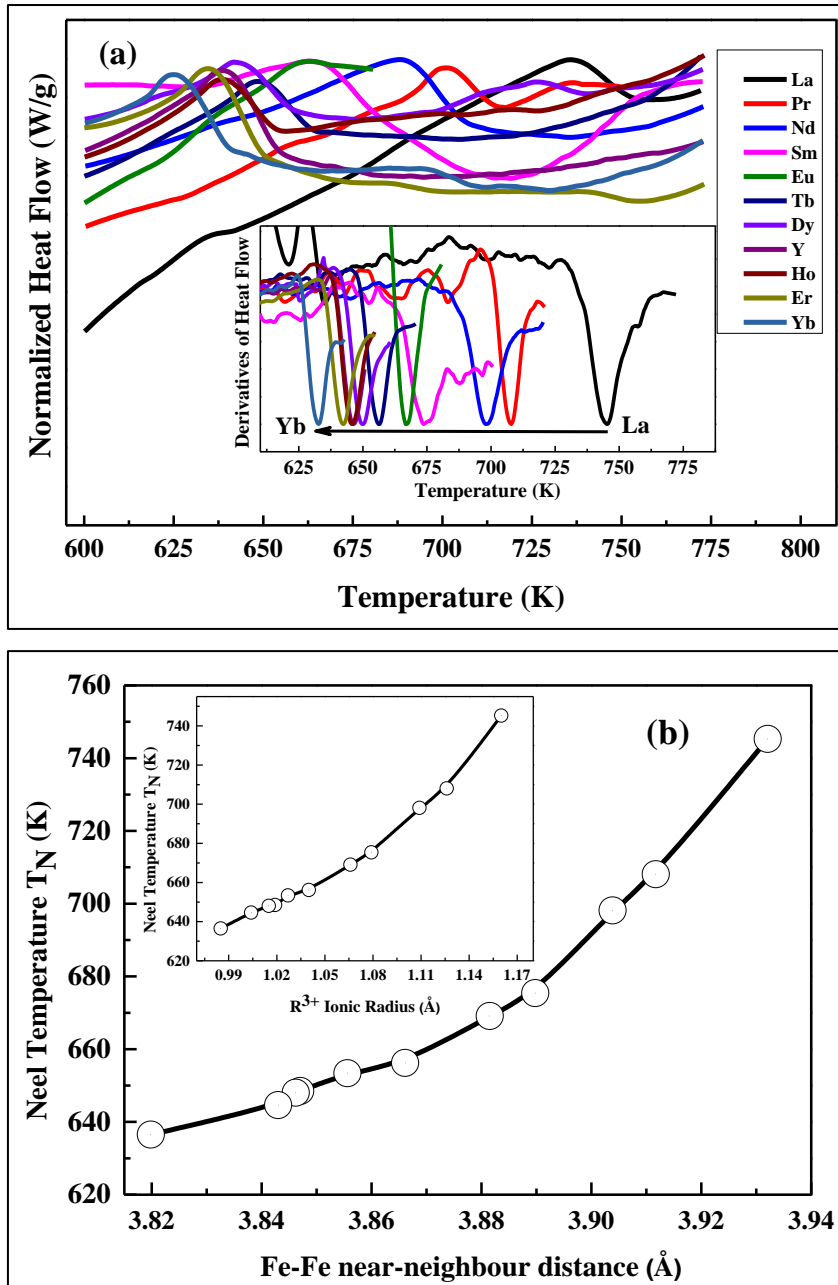 (a)
Normalized Heat Flow (W/g)
La
Pr
Nd
Sm
Eu
Tb
Dy
Y
Ho
Er
Yb
Derivatives of Heat Flow
Yb
La
625 650 675 700 725 750 775
Temperature (K)
600 625 650 675 700 725 750 775 800
Temperature (K)
(b)
760
740
720
700
680
660
640
620
Neel Temperature T_N (K)
740
710
680
660
640
620
Neel Temperature T_N (K)
0.99 1.02 1.05 1.08 1.11 1.14 1.17
R³⁺ Ionic Radius (Å)
3.82 3.84 3.86 3.88 3.90 3.92 3.94
Fe-Fe near-neighbour distance (Å)